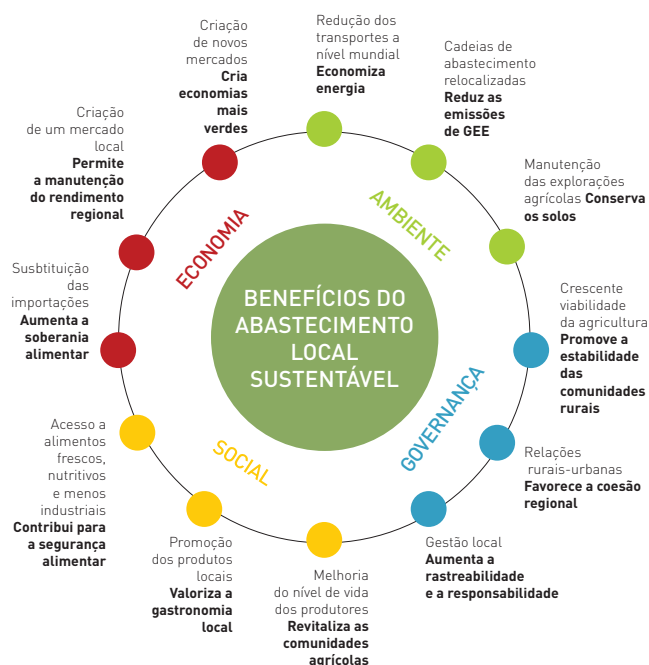 BENEFÍCIOS DO
ABASTECIMENTO
LOCAL
SUSTENTÁVEL
AMBIENTE
Redução dos
transportes a
nível mundial
Economiza
energia
Cadeias de
abastecimento
relocalizadas
Reduz as
emissões
de GEE
Manutenção
das explorações
agrícolas Conserva
os solos
GOVERNANÇA
Crescente
viabilidade
da agricultura
Promove a
estabilidade
das
comunidades
rurais
Relações
rurais-urbanas
Favorece a coesão
regional
Gestão local
Aumenta a
rastreabilidade
e a responsabilidade
SOCIAL
Melhoria
do nível de vida
dos produtores
Revitaliza as
comunidades
agrícolas
Promoção
dos produtos
locais
Valoriza a
gastronomia
local
Acesso a
alimentos
frescos,
nutritivos
e menos
industriais
Contribui para
a segurança
alimentar
ECONOMIA
Susbtituição
das
importações
Aumenta a
soberania
alimentar
Criação
de um mercado
local
Permite
a manutenção
do rendimento
regional
Criação
de novos
mercados
Cria
economias
mais
verdes